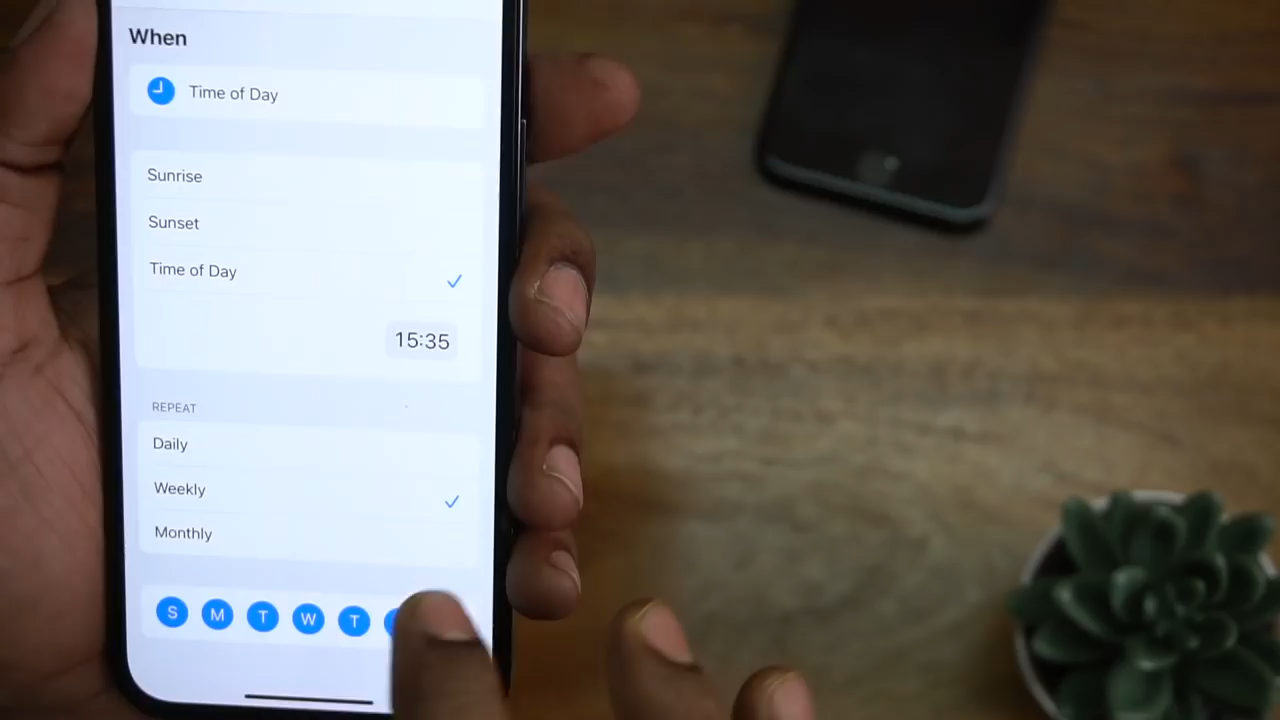 When
Time of Day
Sunrise
Sunset
Time of Day
15:35
REPEAT
Daily
Weekly
Monthly
S M T W T